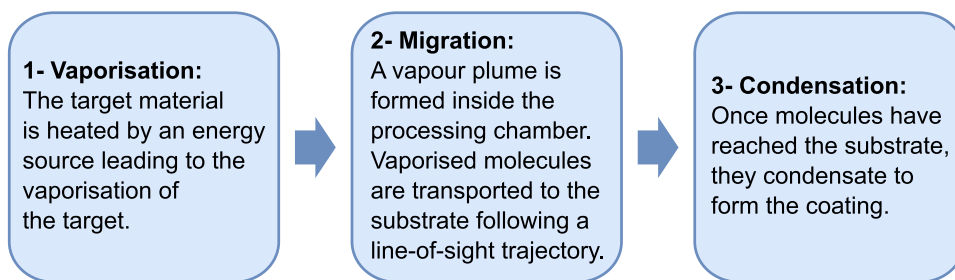 1- Vaporisation:
The target material
is heated by an energy
source leading to the
vaporisation of
the target.
2- Migration:
A vapour plume is
formed inside the
processing chamber.
Vaporised molecules
are transported to the
substrate following a
line-of-sight trajectory.
3- Condensation:
Once molecules have
reached the substrate,
they condensate to
form the coating.